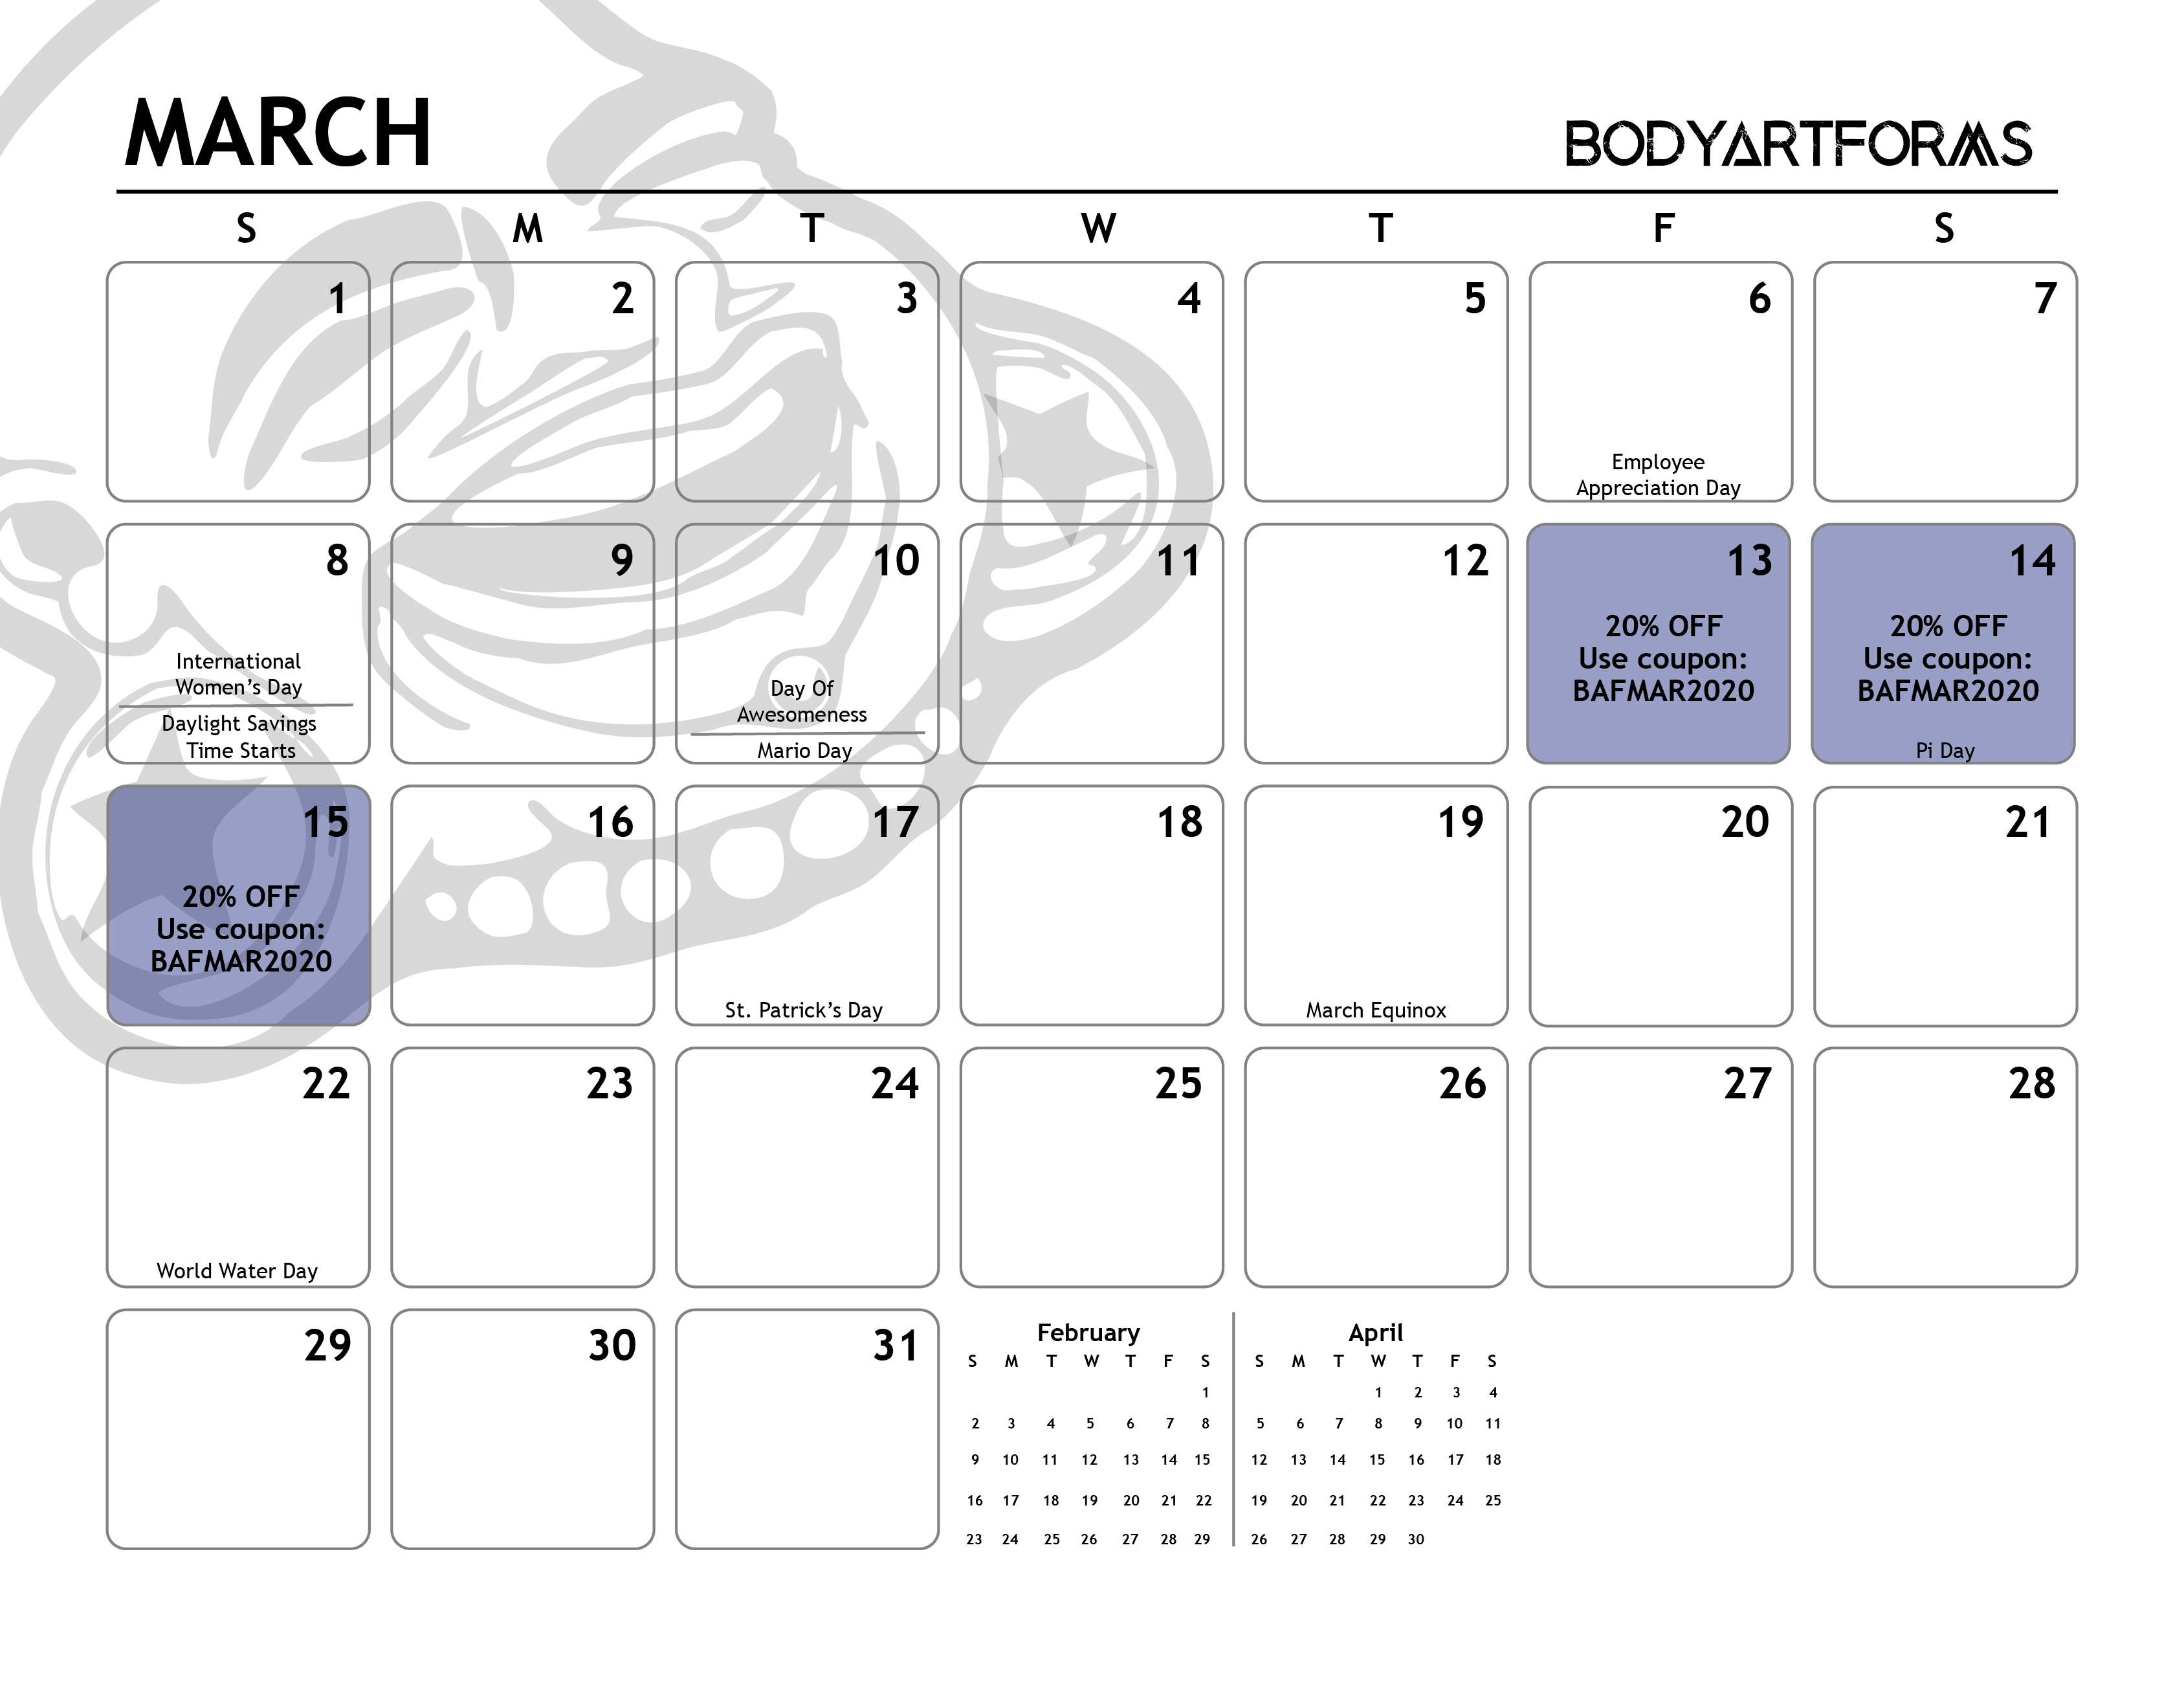 MARCH
BODYARTFORMS
S M T W T F S
1 2 3 4 5 6 7
Employee
Appreciation Day
8 9 10 11 12 13 14
International
Women’s Day
Daylight Savings
Time Starts
Day Of
Awesomeness
Mario Day
20% OFF
Use coupon:
BAFMAR2020
20% OFF
Use coupon:
BAFMAR2020
Pi Day
15 16 17 18 19 20 21
20% OFF
Use coupon:
BAFMAR2020
St. Patrick’s Day
March Equinox
22 23 24 25 26 27 28
World Water Day
29 30 31
February
S M T W T F S
1
2 3 4 5 6 7 8
9 10 11 12 13 14 15
16 17 18 19 20 21 22
23 24 25 26 27 28 29
April
S M T W T F S
1 2 3 4
5 6 7 8 9 10 11
12 13 14 15 16 17 18
19 20 21 22 23 24 25
26 27 28 29 30